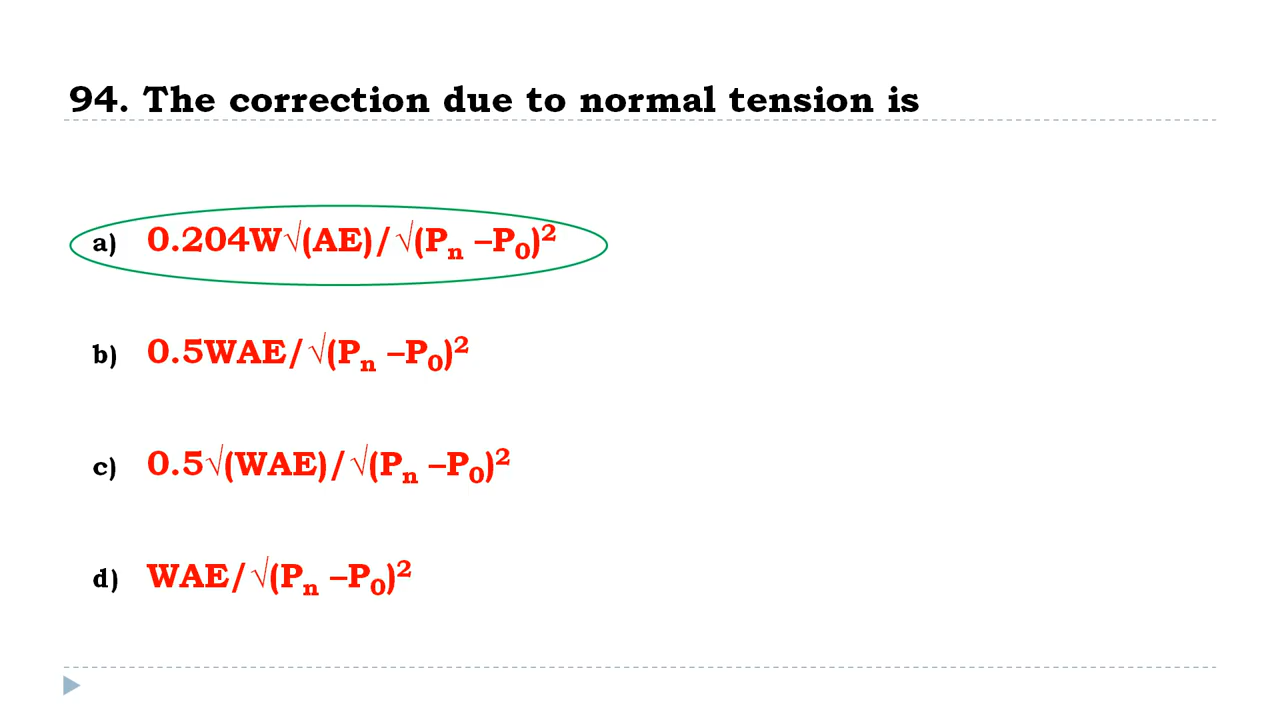 94. The correction due to normal tension is
a) 0.204W√(AE)/√(Pₙ –P₀)²
b) 0.5WAE/√(Pₙ –P₀)²
c) 0.5√(WAE)/√(Pₙ –P₀)²
d) WAE/√(Pₙ –P₀)²